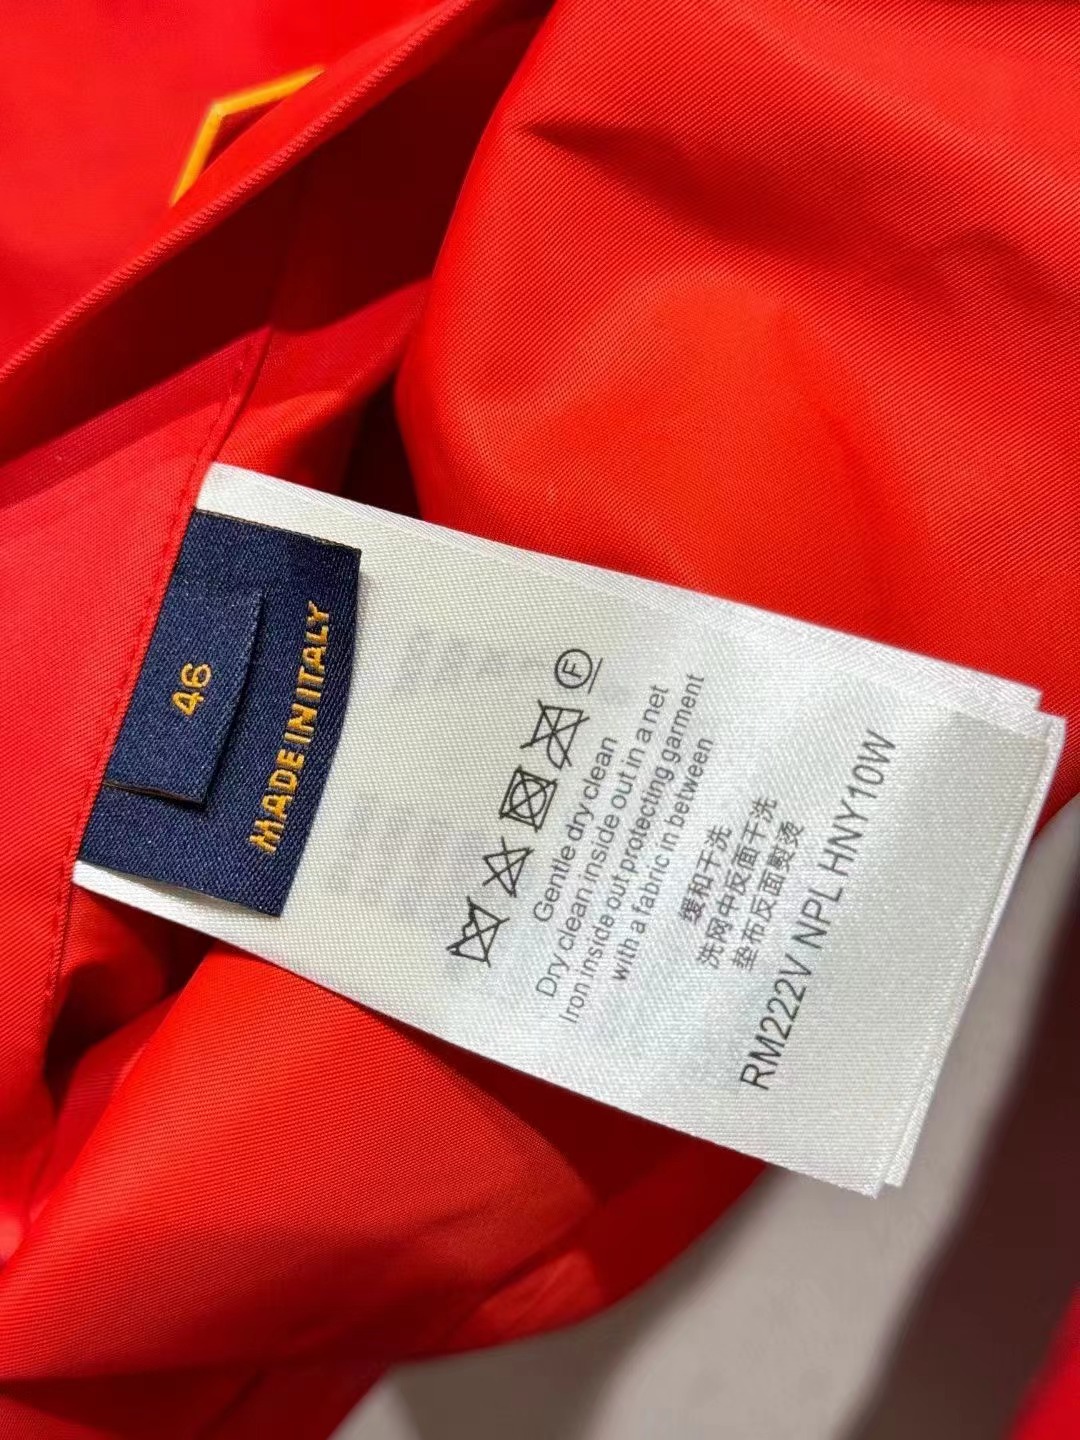 46
MADE IN ITALY
F
Gentle dry clean
Dry clean inside out in a net
Iron inside out protecting garment
with a fabric in between
缓和干洗
洗网中反面干洗
垫布反面熨烫
RM222V NPL HNY10W